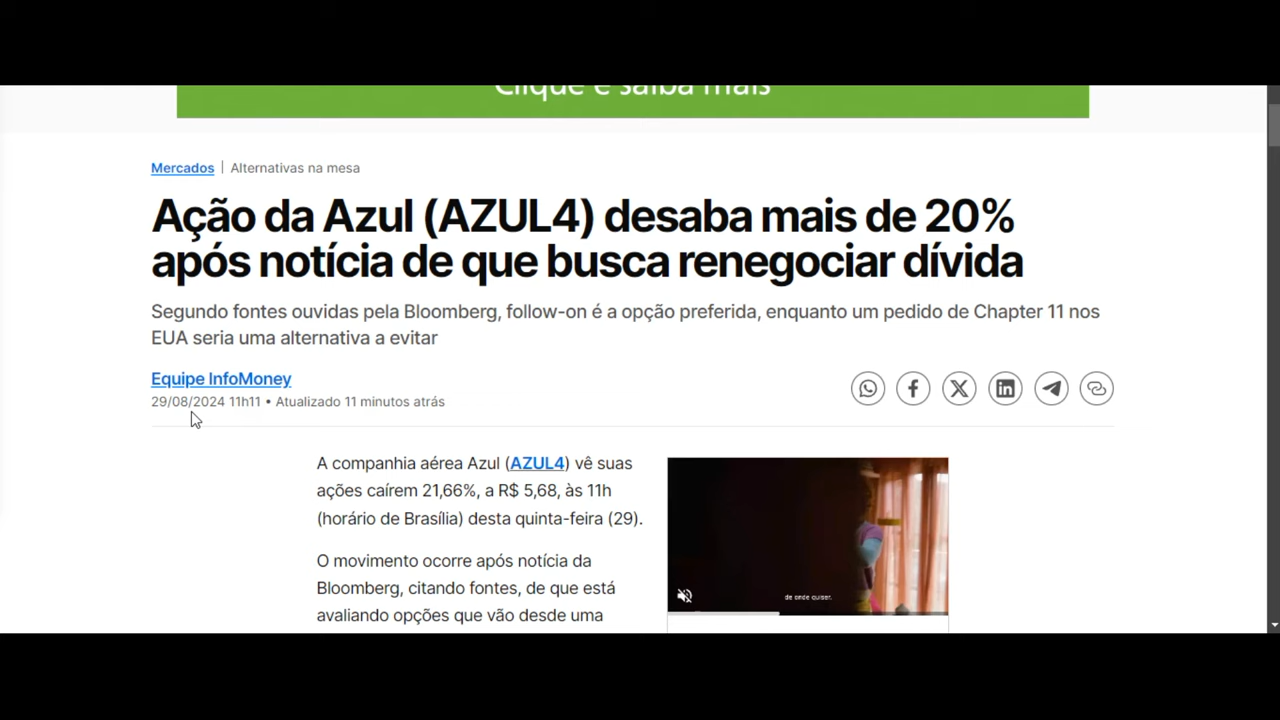 Clique e saiba mais
Mercados | Alternativas na mesa
Ação da Azul (AZUL4) desaba mais de 20%
após notícia de que busca renegociar dívida
Segundo fontes ouvidas pela Bloomberg, follow-on é a opção preferida, enquanto um pedido de Chapter 11 nos
EUA seria uma alternativa a evitar
Equipe InfoMoney
29/08/2024 11h11 • Atualizado 11 minutos atrás
A companhia aérea Azul (AZUL4) vê suas
ações caírem 21,66%, a R$ 5,68, às 11h
(horário de Brasília) desta quinta-feira (29).
O movimento ocorre após notícia da
Bloomberg, citando fontes, de que está
avaliando opções que vão desde uma
de onde quiser.